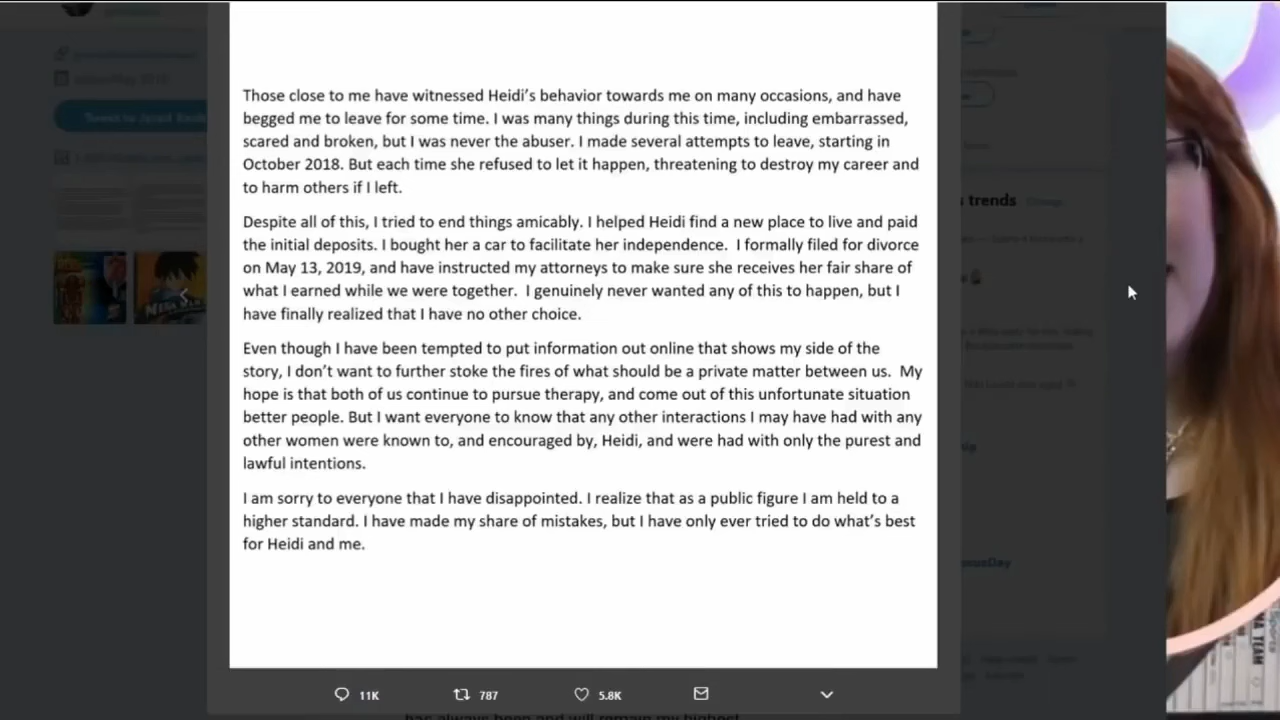 Those close to me have witnessed Heidi's behavior towards me on many occasions, and have
begged me to leave for some time. I was many things during this time, including embarrassed,
scared and broken, but I was never the abuser. I made several attempts to leave, starting in
October 2018. But each time she refused to let it happen, threatening to destroy my career and
to harm others if I left.
Despite all of this, I tried to end things amicably. I helped Heidi find a new place to live and paid
the initial deposits. I bought her a car to facilitate her independence.  I formally filed for divorce
on May 13, 2019, and have instructed my attorneys to make sure she receives her fair share of
what I earned while we were together.  I genuinely never wanted any of this to happen, but I
have finally realized that I have no other choice.
Even though I have been tempted to put information out online that shows my side of the
story, I don't want to further stoke the fires of what should be a private matter between us.  My
hope is that both of us continue to pursue therapy, and come out of this unfortunate situation
better people. But I want everyone to know that any other interactions I may have had with any
other women were known to, and encouraged by, Heidi, and were had with only the purest and
lawful intentions.
I am sorry to everyone that I have disappointed. I realize that as a public figure I am held to a
higher standard. I have made my share of mistakes, but I have only ever tried to do what's best
for Heidi and me.
11K 787 5.8K
trends